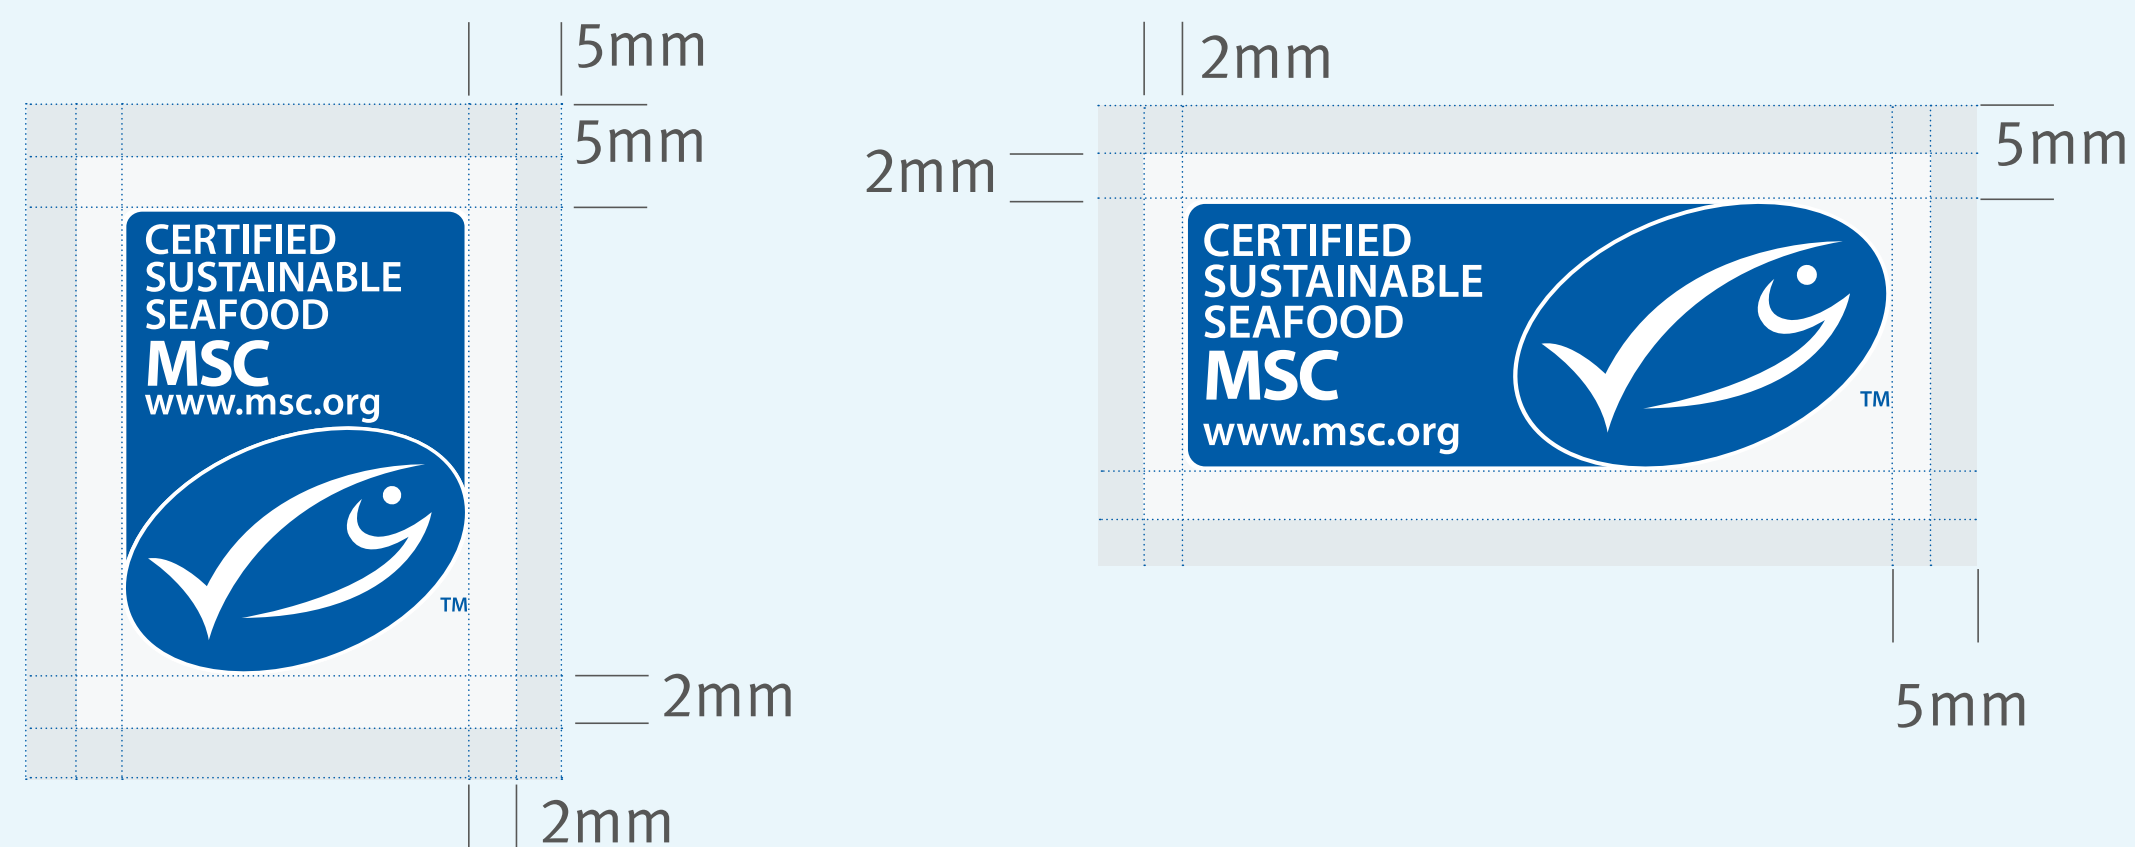 5mm
5mm
CERTIFIED
SUSTAINABLE
SEAFOOD
MSC
www.msc.org
TM
2mm
2mm
2mm
2mm
5mm
CERTIFIED
SUSTAINABLE
SEAFOOD
MSC
www.msc.org
TM
5mm